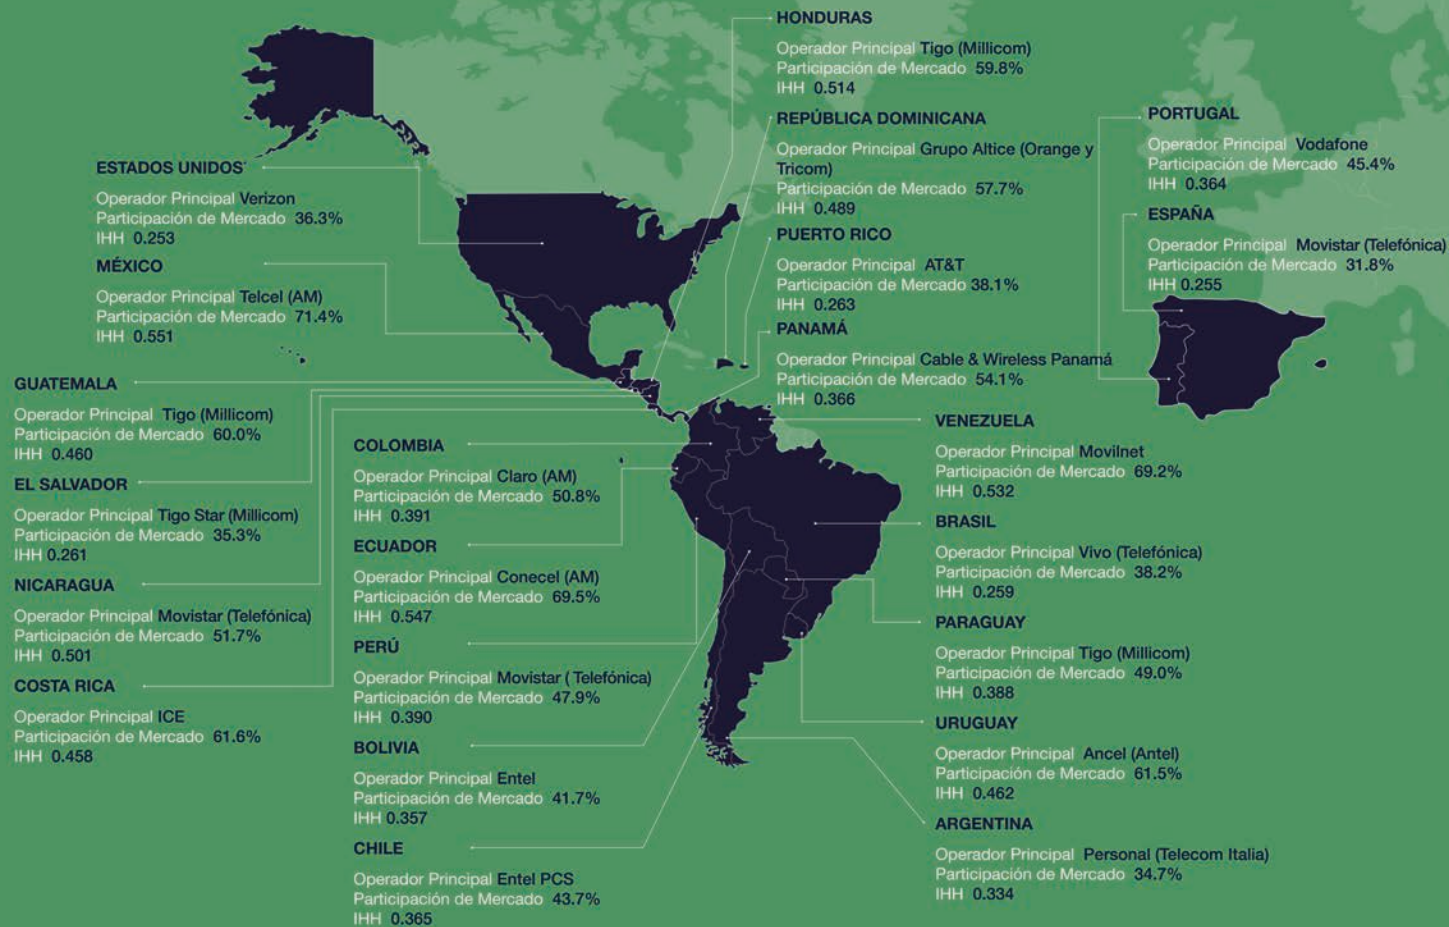 ESTADOS UNIDOS
Operador Principal Verizon
Participación de Mercado 36.3%
IHH 0.253
MÉXICO
Operador Principal Telcel (AM)
Participación de Mercado 71.4%
IHH 0.551
GUATEMALA
Operador Principal Tigo (Millicom)
Participación de Mercado 60.0%
IHH 0.460
EL SALVADOR
Operador Principal Tigo Star (Millicom)
Participación de Mercado 35.3%
IHH 0.261
NICARAGUA
Operador Principal Movistar (Telefónica)
Participación de Mercado 51.7%
IHH 0.501
COSTA RICA
Operador Principal ICE
Participación de Mercado 61.6%
IHH 0.458
COLOMBIA
Operador Principal Claro (AM)
Participación de Mercado 50.8%
IHH 0.391
ECUADOR
Operador Principal Conecel (AM)
Participación de Mercado 69.5%
IHH 0.547
PERÚ
Operador Principal Movistar ( Telefónica)
Participación de Mercado 47.9%
IHH 0.390
BOLIVIA
Operador Principal Entel
Participación de Mercado 41.7%
IHH 0.357
CHILE
Operador Principal Entel PCS
Participación de Mercado 43.7%
IHH 0.365
HONDURAS
Operador Principal Tigo (Millicom)
Participación de Mercado 59.8%
IHH 0.514
REPÚBLICA DOMINICANA
Operador Principal Grupo Altice (Orange y
Tricom)
Participación de Mercado 57.7%
IHH 0.489
PUERTO RICO
Operador Principal AT&T
Participación de Mercado 38.1%
IHH 0.263
PANAMÁ
Operador Principal Cable & Wireless Panamá
Participación de Mercado 54.1%
IHH 0.366
VENEZUELA
Operador Principal Movilnet
Participación de Mercado 69.2%
IHH 0.532
BRASIL
Operador Principal Vivo (Telefónica)
Participación de Mercado 38.2%
IHH 0.259
PARAGUAY
Operador Principal Tigo (Millicom)
Participación de Mercado 49.0%
IHH 0.388
URUGUAY
Operador Principal Ancel (Antel)
Participación de Mercado 61.5%
IHH 0.462
ARGENTINA
Operador Principal Personal (Telecom Italia)
Participación de Mercado 34.7%
IHH 0.334
PORTUGAL
Operador Principal Vodafone
Participación de Mercado 45.4%
IHH 0.364
ESPAÑA
Operador Principal Movistar (Telefónica)
Participación de Mercado 31.8%
IHH 0.255